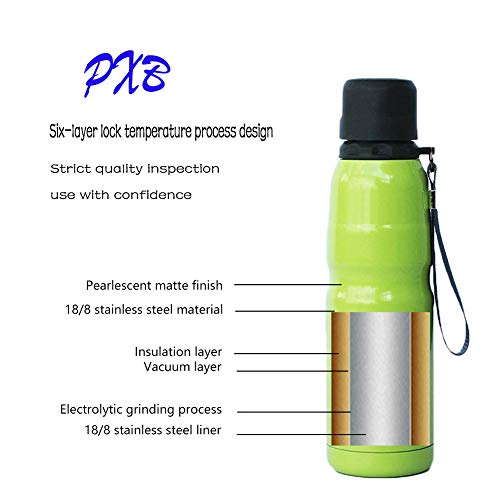 PXB
Six-layer lock temperature process design
Strict quality inspection
use with confidence
Pearlescent matte finish
18/8 stainless steel material
Insulation layer
Vacuum layer
Electrolytic grinding process
18/8 stainless steel liner